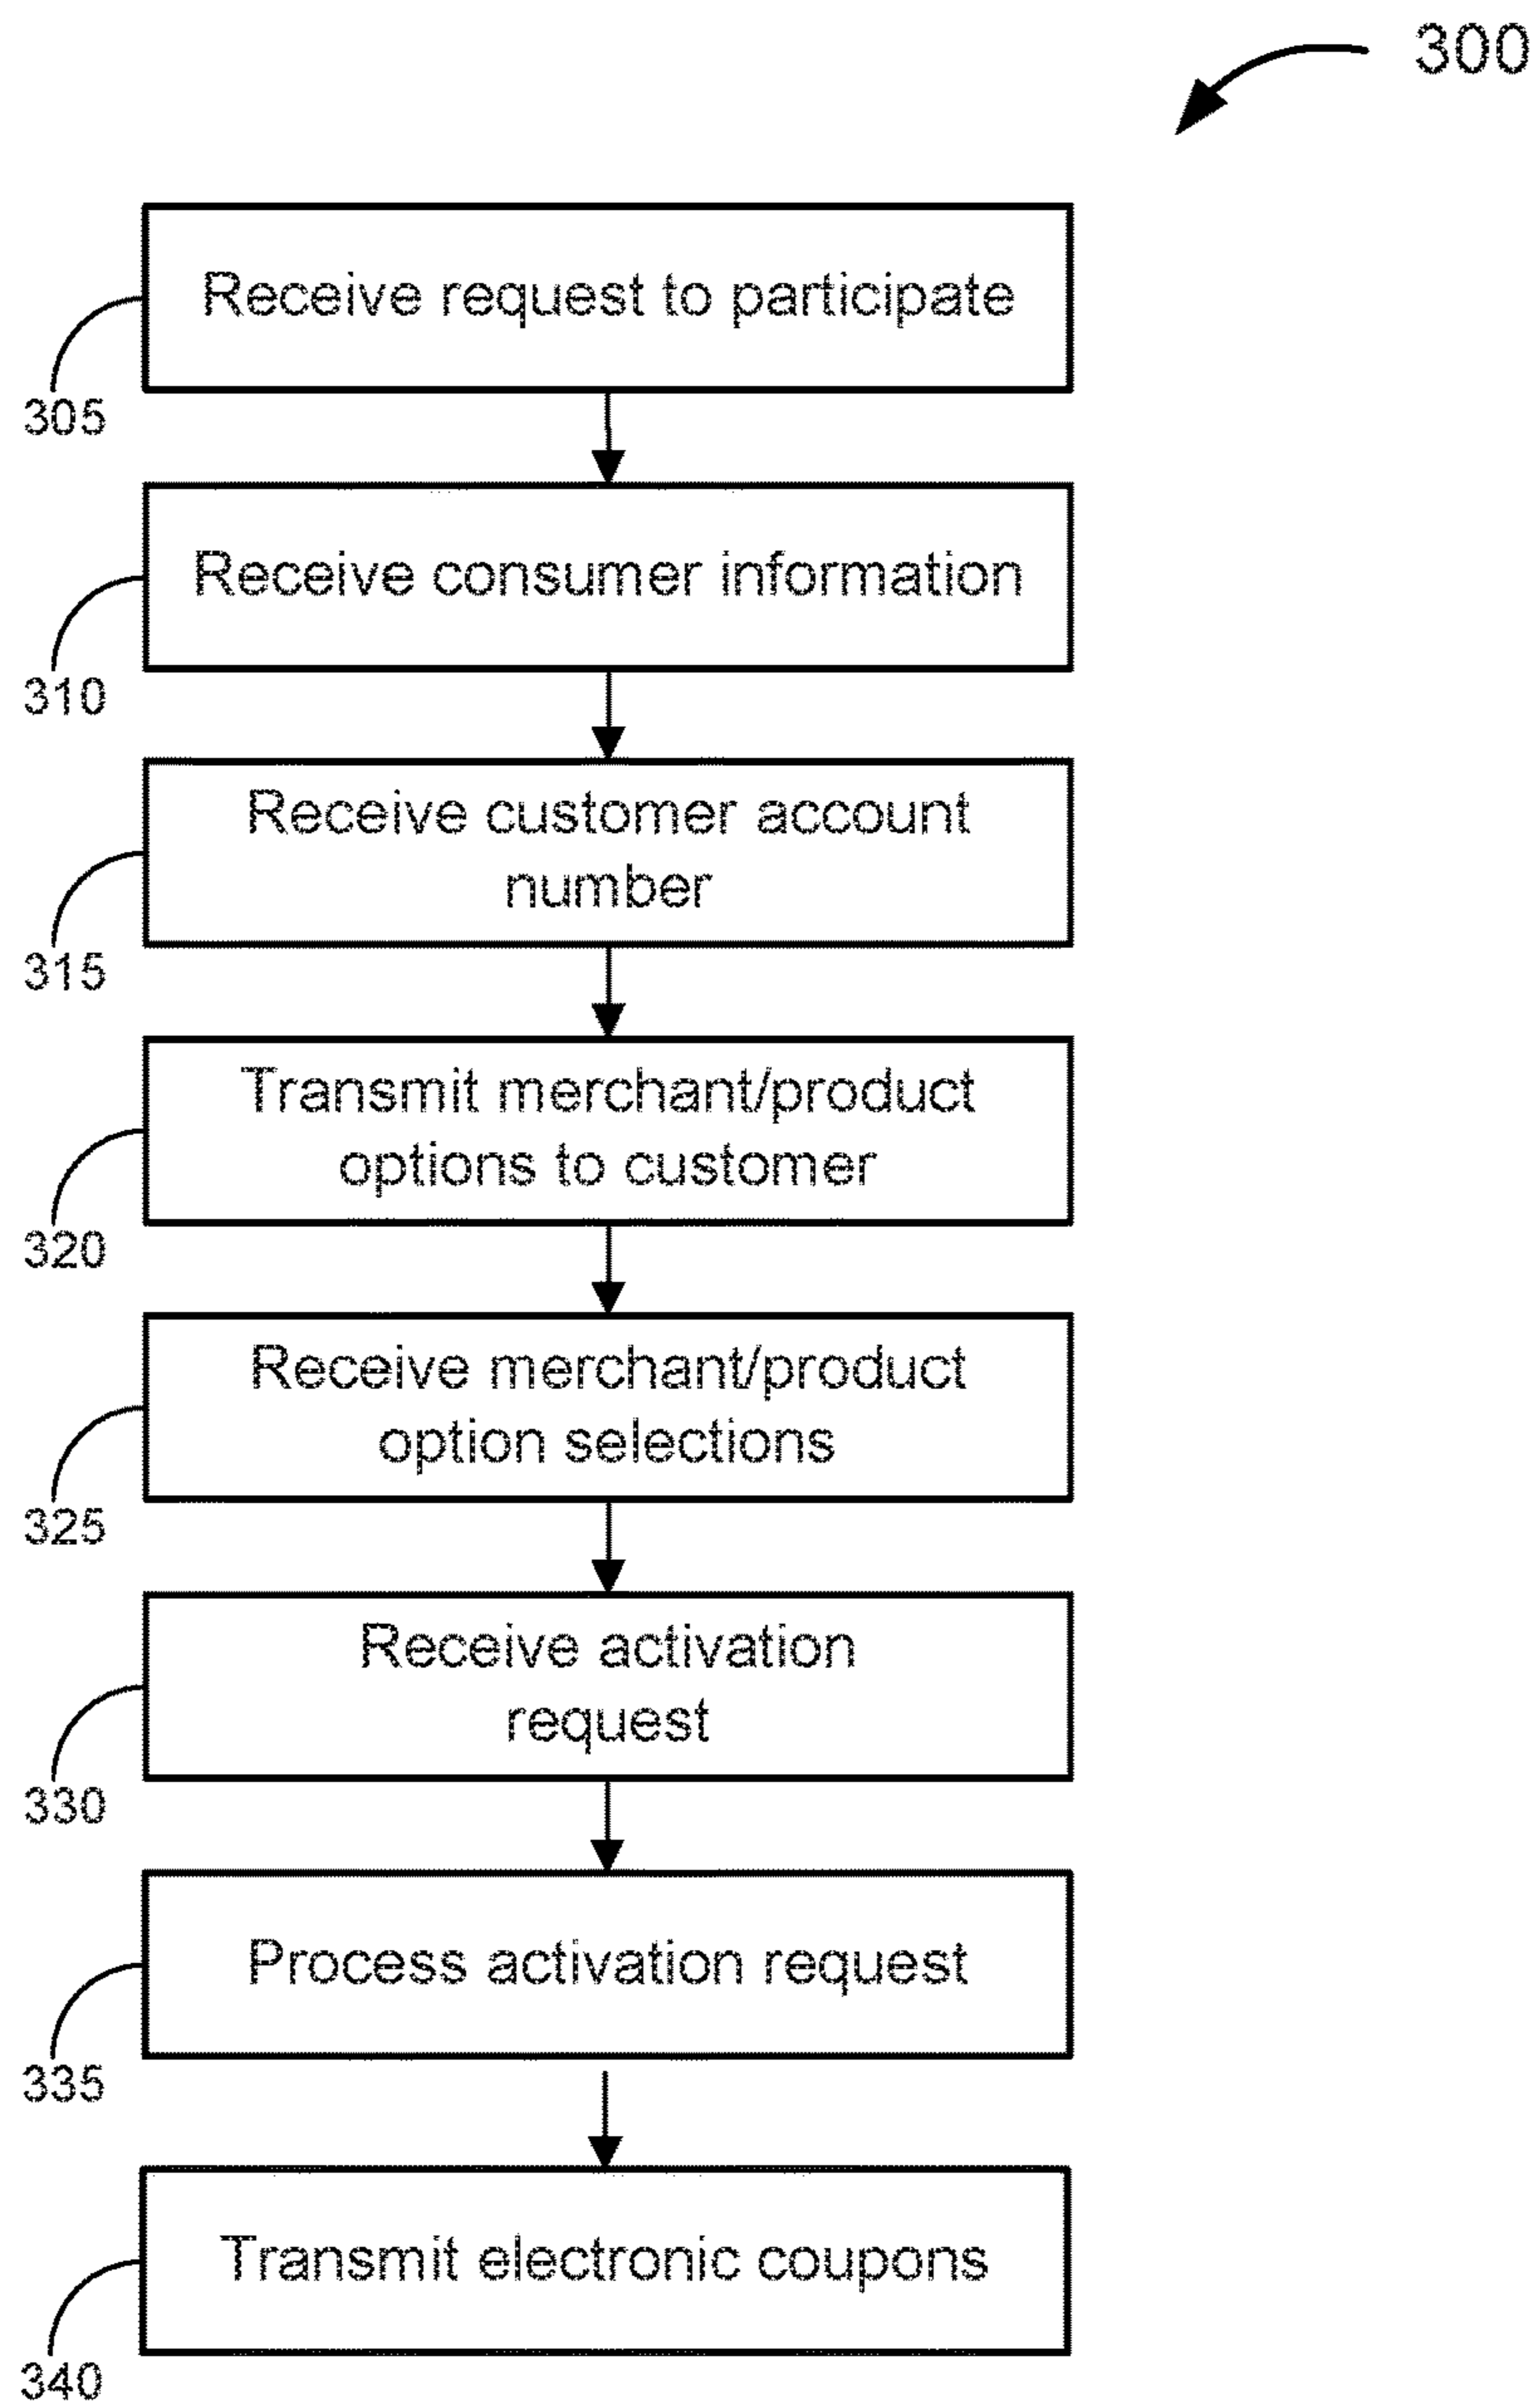 300
Receive request to participate
305
Receive consumer information
310
Receive customer account
number
315
Transmit merchant/product
options to customer
320
Receive merchant/product
option selections
325
Receive activation
request
330
Process activation request
335
Transmit electronic coupons
340